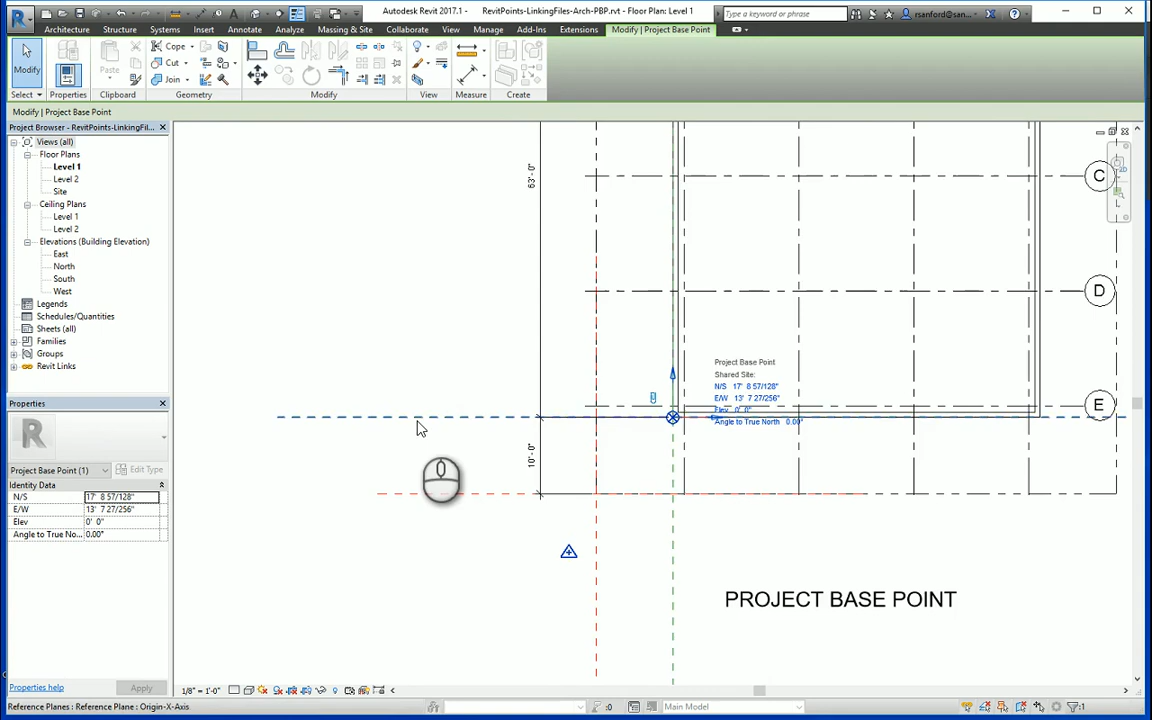 Autodesk Revit 2017.1 - RevitPoints-LinkingFiles-Arch-PBP.rvt - Floor Plan: Level 1
Type a keyword or phrase
rsanford@san...
Architecture Structure Systems Insert Annotate Analyze Massing & Site Collaborate View Manage Add-Ins Extensions Modify | Project Base Point
Modify
Paste
Cope
Cut
Join
Select Properties Clipboard Geometry Modify View Measure Create
Modify | Project Base Point
Project Browser - RevitPoints-LinkingFil...
Views (all)
Floor Plans
Level 1
Level 2
Site
Ceiling Plans
Level 1
Level 2
Elevations (Building Elevation)
East
North
South
West
Legends
Schedules/Quantities
Sheets (all)
Families
Groups
Revit Links
Properties
Project Base Point (1)
Edit Type
Identity Data
N/S 17' 8 57/128"
E/W 13' 7 27/256"
Elev 0' 0"
Angle to True No... 0.00°
Properties help
Apply
63'- 0"
10'- 0"
C
D
E
Project Base Point
Shared Site:
N/S 17' 8 57/128"
E/W 13' 7 27/256"
Elev 0' 0"
Angle to True North 0.00°
PROJECT BASE POINT
1/8" = 1'-0"
Reference Planes : Reference Plane : Origin-X-Axis
:0
Main Model
:1